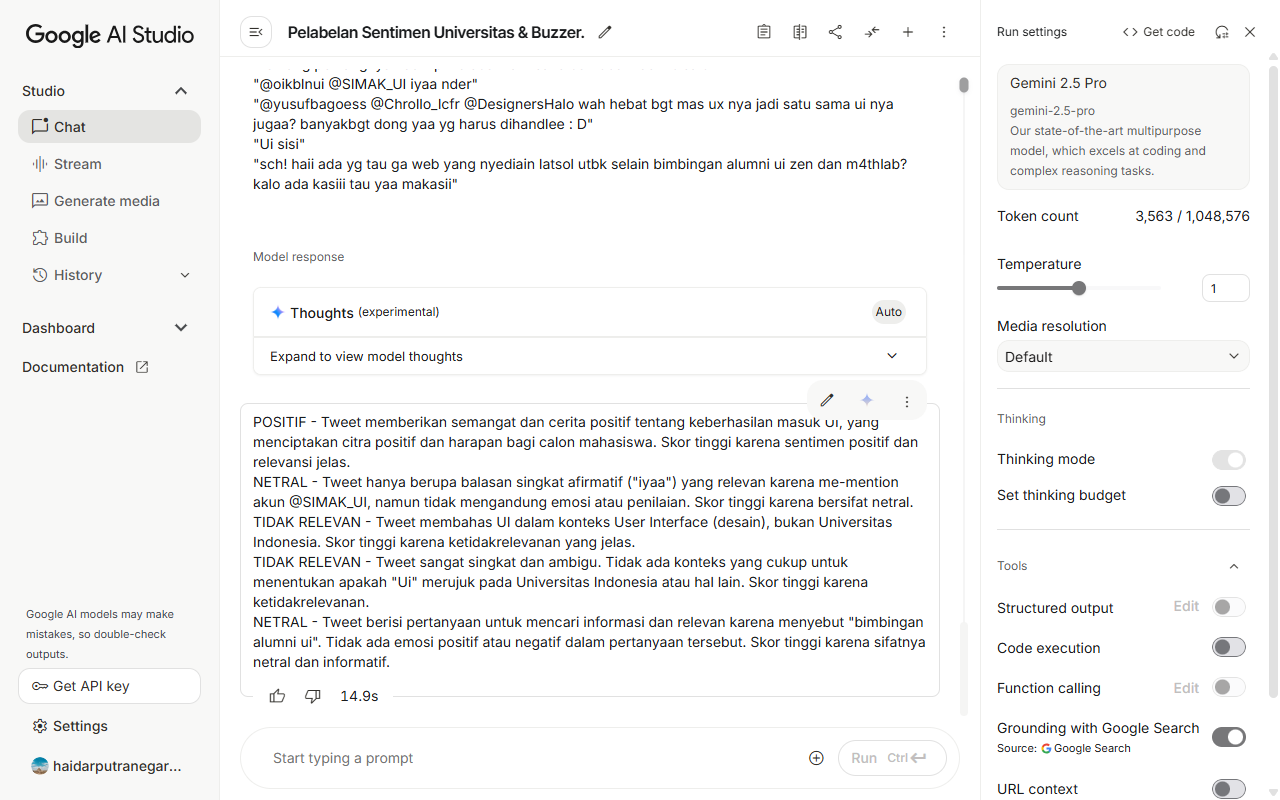 Google AI Studio
Studio
Chat
Stream
Generate media
Build
History
Dashboard
Documentation
Google AI models may make
mistakes, so double-check
outputs.
Get API key
Settings
haidarputranegar...
Pelabelan Sentimen Universitas & Buzzer.
"@oikblnui @SIMAK_UI iyaa nder"
"@yusufbagoess @Chrollo_lcfr @DesignersHalo wah hebat bgt mas ux nya jadi satu sama ui nya
jugaa? banyakbgt dong yaa yg harus dihandlee : D"
"Ui sisi"
"sch! haii ada yg tau ga web yang nyediain latsol utbk selain bimbingan alumni ui zen dan m4thlab?
kalo ada kasiii tau yaa makasii"
Model response
Thoughts (experimental)
Auto
Expand to view model thoughts
POSITIF - Tweet memberikan semangat dan cerita positif tentang keberhasilan masuk UI, yang
menciptakan citra positif dan harapan bagi calon mahasiswa. Skor tinggi karena sentimen positif dan
relevansi jelas.
NETRAL - Tweet hanya berupa balasan singkat afirmatif ("iyaa") yang relevan karena me-mention
akun @SIMAK_UI, namun tidak mengandung emosi atau penilaian. Skor tinggi karena bersifat netral.
TIDAK RELEVAN - Tweet membahas UI dalam konteks User Interface (desain), bukan Universitas
Indonesia. Skor tinggi karena ketidakrelevanan yang jelas.
TIDAK RELEVAN - Tweet sangat singkat dan ambigu. Tidak ada konteks yang cukup untuk
menentukan apakah "Ui" merujuk pada Universitas Indonesia atau hal lain. Skor tinggi karena
ketidakrelevanan.
NETRAL - Tweet berisi pertanyaan untuk mencari informasi dan relevan karena menyebut "bimbingan
alumni ui". Tidak ada emosi positif atau negatif dalam pertanyaan tersebut. Skor tinggi karena sifatnya
netral dan informatif.
14.9s
Start typing a prompt
Run Ctrl
Run settings
Get code
Gemini 2.5 Pro
gemini-2.5-pro
Our state-of-the-art multipurpose
model, which excels at coding and
complex reasoning tasks.
Token count 3,563 / 1,048,576
Temperature
1
Media resolution
Default
Thinking
Thinking mode
Set thinking budget
Tools
Structured output Edit
Code execution
Function calling Edit
Grounding with Google Search
Source: Google Search
URL context